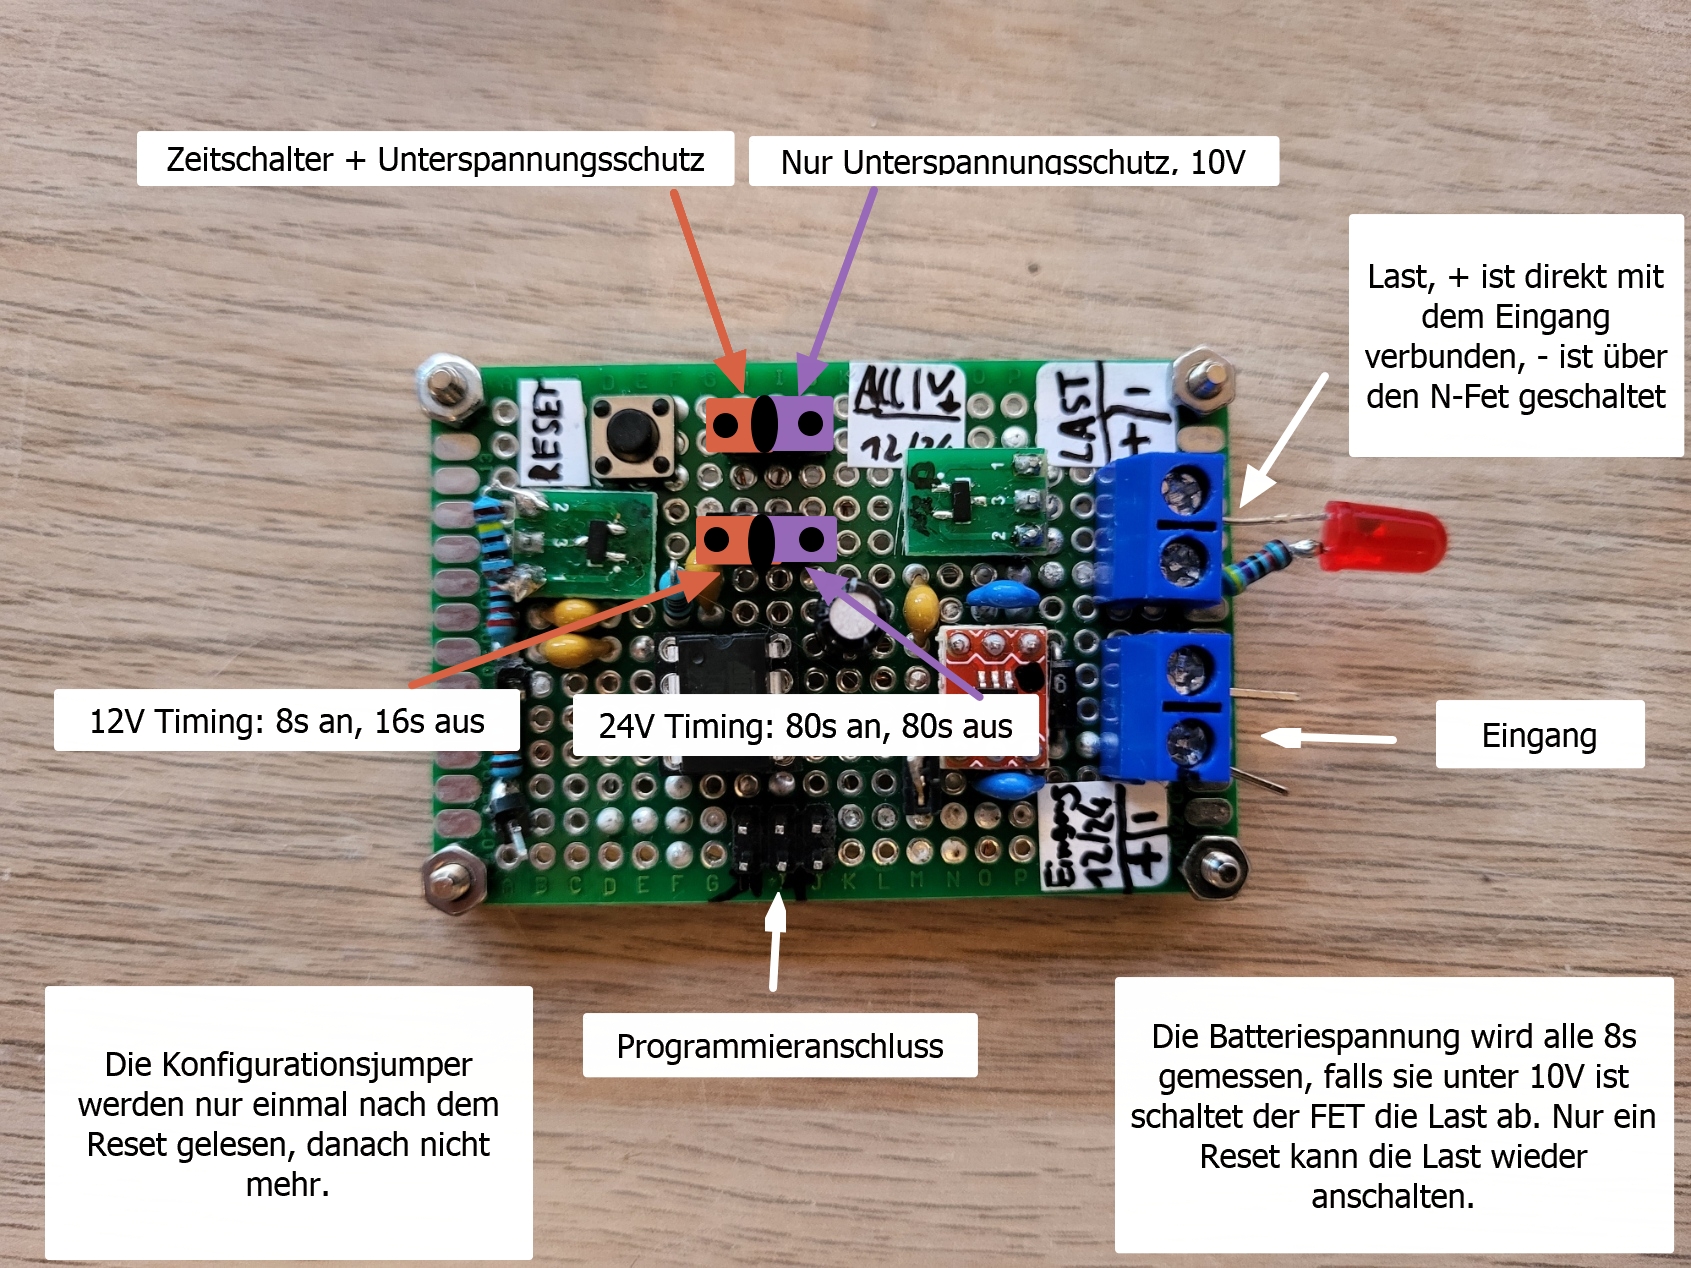 Zeitschalter + Unterspannungsschutz
Nur Unterspannungsschutz, 10V
Last, + ist direkt mit
dem Eingang
verbunden, - ist über
den N-Fet geschaltet
RESET
ALLIV
12/24
LAST
+/-
12V Timing: 8s an, 16s aus
24V Timing: 80s an, 80s aus
Eingang
Eingang
12/24
+/-
G
J K L M N O P
A B C D E F G
Programmieranschluss
Die Konfigurationsjumper
werden nur einmal nach dem
Reset gelesen, danach nicht
mehr.
Die Batteriespannung wird alle 8s
gemessen, falls sie unter 10V ist
schaltet der FET die Last ab. Nur ein
Reset kann die Last wieder
anschalten.